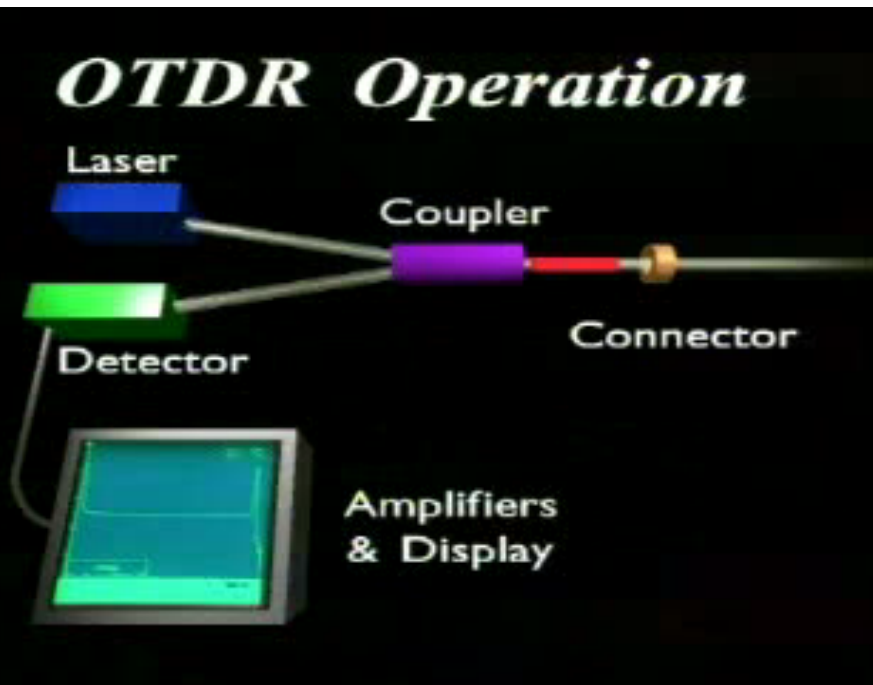 OTDR Operation
Laser
Coupler
Connector
Detector
Amplifiers
& Display